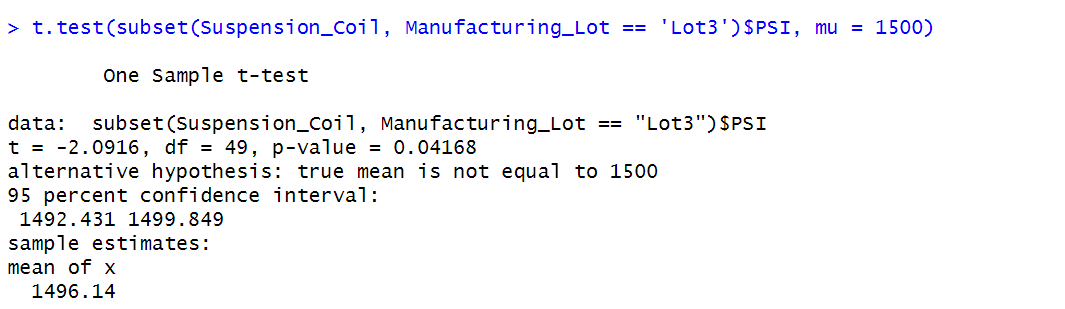 > t.test(subset(Suspension_Coil, Manufacturing_Lot == 'Lot3')$PSI, mu = 1500)
One Sample t-test
data:  subset(Suspension_Coil, Manufacturing_Lot == "Lot3")$PSI
t = -2.0916, df = 49, p-value = 0.04168
alternative hypothesis: true mean is not equal to 1500
95 percent confidence interval:
1492.431 1499.849
sample estimates:
mean of x
1496.14